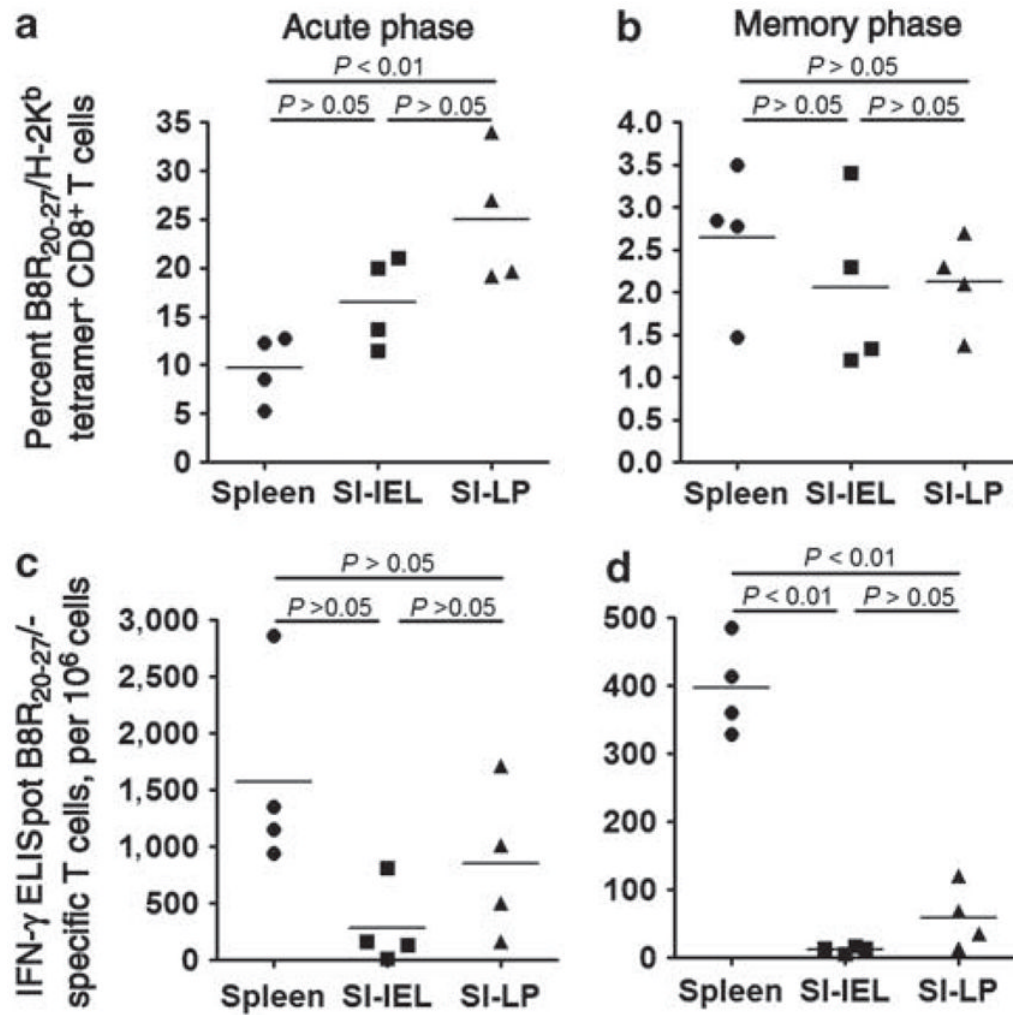 a
Acute phase
P < 0.01
P > 0.05 P > 0.05
Percent B8R20-27/H-2Kb
tetramer+ CD8+ T cells
35
30
25
20
15
10
5
0
Spleen SI-IEL SI-LP
b
Memory phase
P > 0.05
P > 0.05 P > 0.05
4.0
3.5
3.0
2.5
2.0
1.5
1.0
0.5
0.0
Spleen SI-IEL SI-LP
c
P > 0.05
P >0.05 P >0.05
IFN-γ ELISpot B8R20-27/-
specific T cells, per 10⁶ cells
3,000
2,500
2,000
1,500
1,000
500
0
Spleen SI-IEL SI-LP
d
P < 0.01
P < 0.01 P > 0.05
500
400
300
200
100
0
Spleen SI-IEL SI-LP